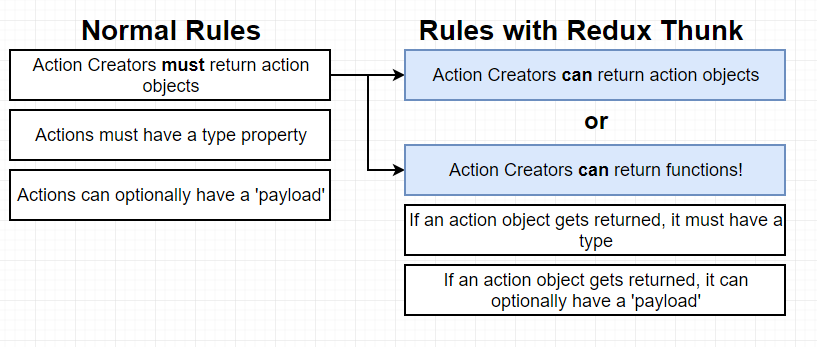 Normal Rules
Action Creators must return action
objects
Actions must have a type property
Actions can optionally have a 'payload'
Rules with Redux Thunk
Action Creators can return action objects
or
Action Creators can return functions!
If an action object gets returned, it must have a
type
If an action object gets returned, it can
optionally have a 'payload'